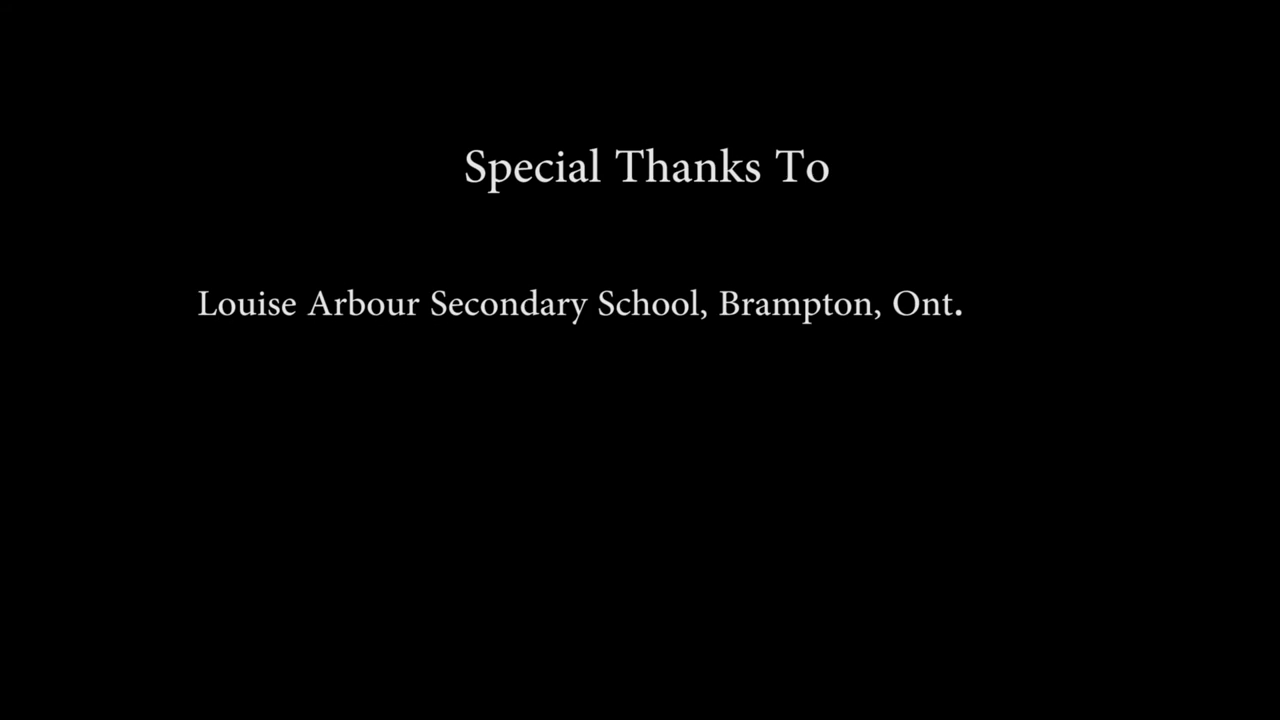 Special Thanks To
Louise Arbour Secondary School, Brampton, Ont.